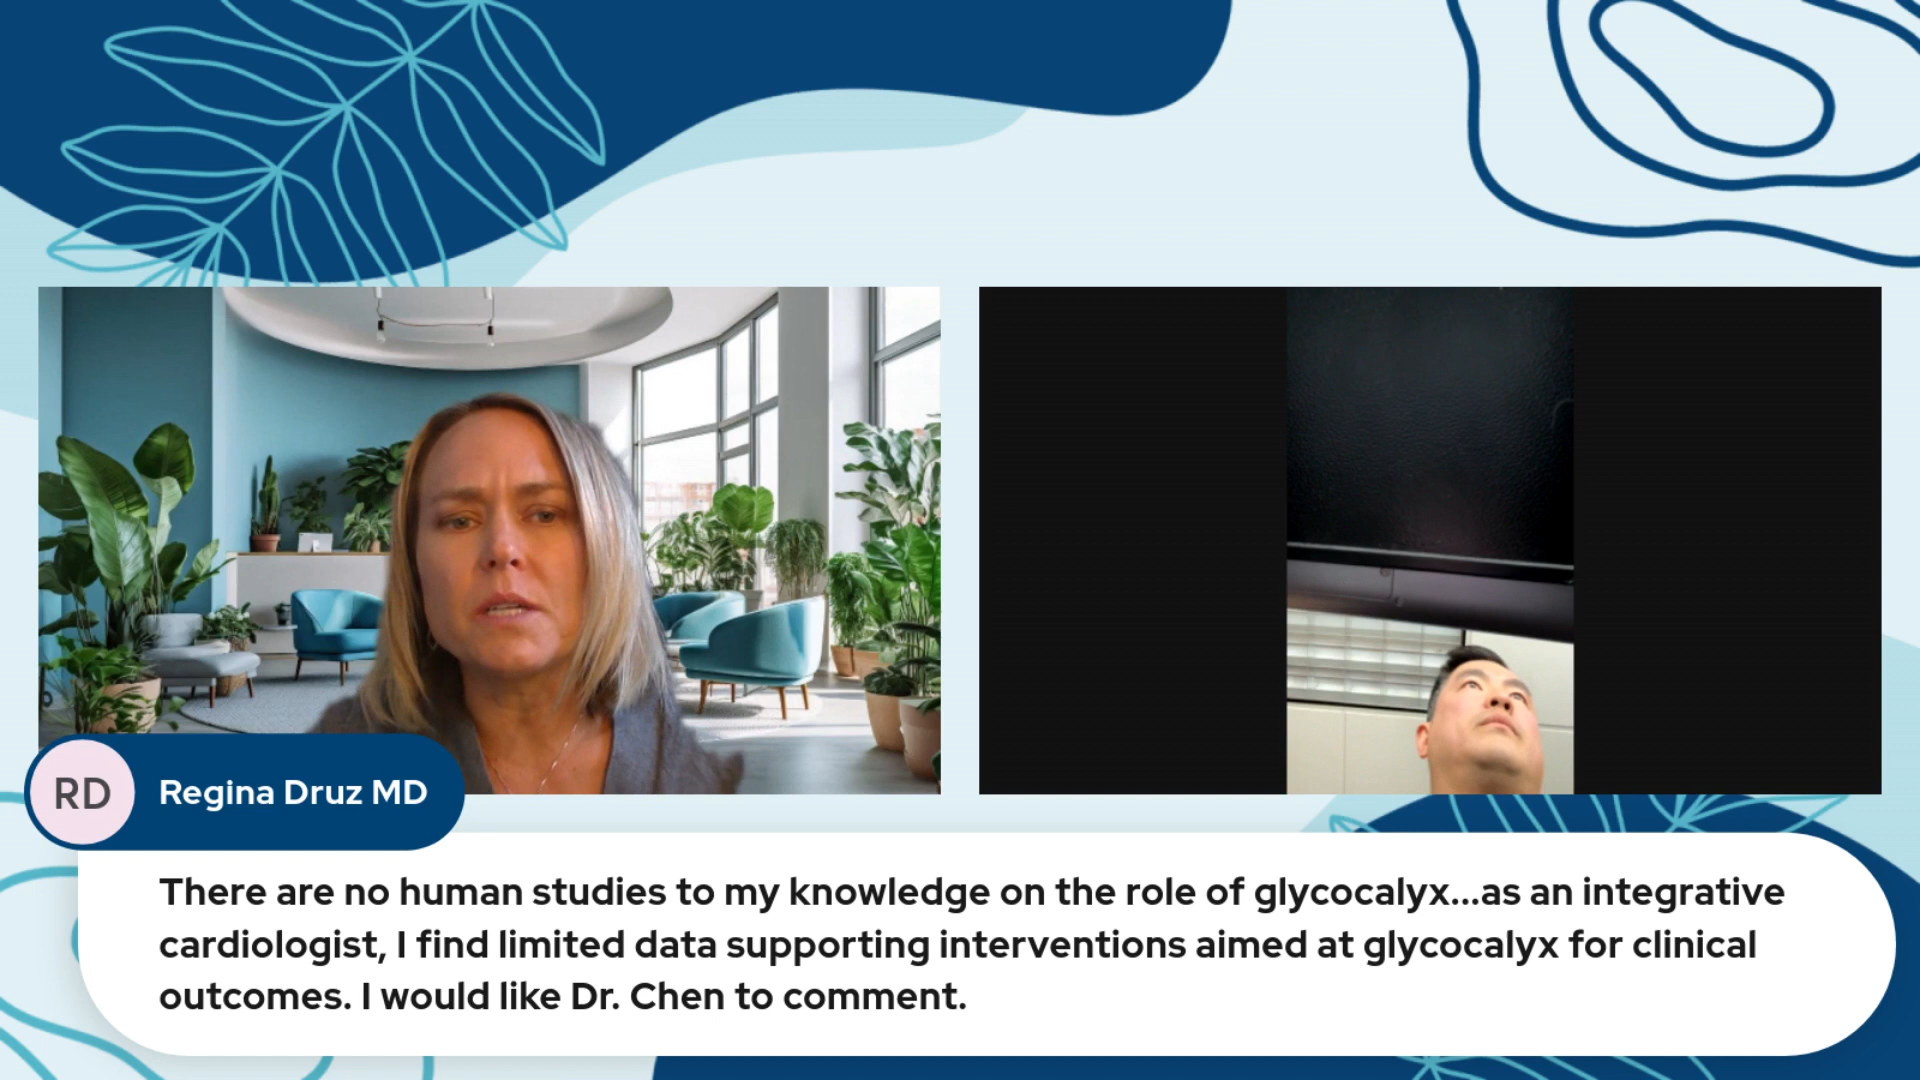 RD
Regina Druz MD
There are no human studies to my knowledge on the role of glycocalyx...as an integrative
cardiologist, I find limited data supporting interventions aimed at glycocalyx for clinical
outcomes. I would like Dr. Chen to comment.